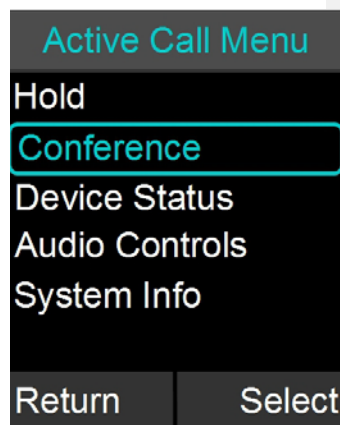 Active Call Menu
Hold
Conference
Device Status
Audio Controls
System Info
Return Select